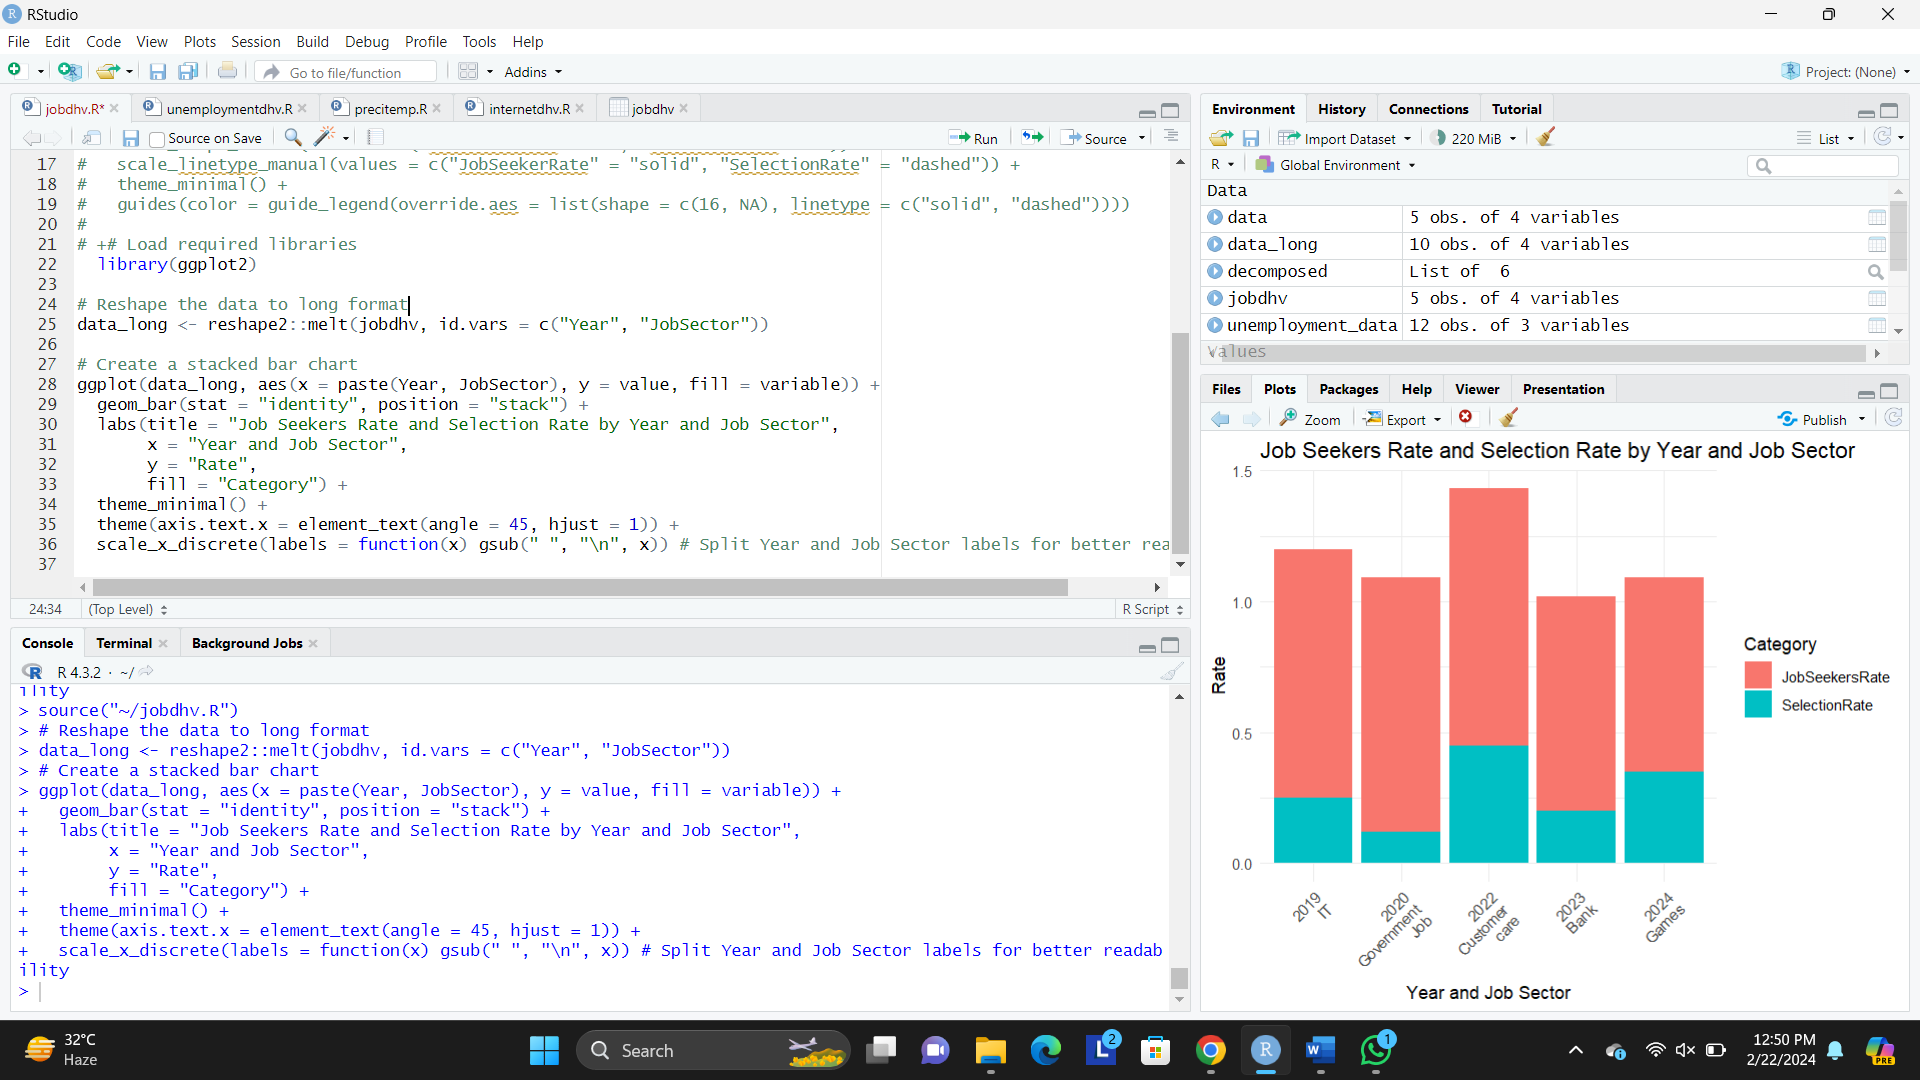 RStudio
File Edit Code View Plots Session Build Debug Profile Tools Help
Go to file/function Addins Project: (None)
jobdhv.R* unemploymentdhv.R precitemp.R internetdhv.R jobdhv
Source on Save Run Source
17 # scale_linetype_manual(values = c("JobSeekerRate" = "solid", "SelectionRate" = "dashed")) +
18 # theme_minimal() +
19 # guides(color = guide_legend(override.aes = list(shape = c(16, NA), linetype = c("solid", "dashed"))))
20 #
21 # +# Load required libraries
22 library(ggplot2)
23
24 # Reshape the data to long format
25 data_long <- reshape2::melt(jobdhv, id.vars = c("Year", "JobSector"))
26
27 # Create a stacked bar chart
28 ggplot(data_long, aes(x = paste(Year, JobSector), y = value, fill = variable)) +
29 geom_bar(stat = "identity", position = "stack") +
30 labs(title = "Job Seekers Rate and Selection Rate by Year and Job Sector",
31 x = "Year and Job Sector",
32 y = "Rate",
33 fill = "Category") +
34 theme_minimal() +
35 theme(axis.text.x = element_text(angle = 45, hjust = 1)) +
36 scale_x_discrete(labels = function(x) gsub(" ", "\n", x)) # Split Year and Job Sector labels for better rea
37
24:34 (Top Level) R Script
Console Terminal Background Jobs
R 4.3.2 · ~/
ility
> source("~/jobdhv.R")
> # Reshape the data to long format
> data_long <- reshape2::melt(jobdhv, id.vars = c("Year", "JobSector"))
> # Create a stacked bar chart
> ggplot(data_long, aes(x = paste(Year, JobSector), y = value, fill = variable)) +
+ geom_bar(stat = "identity", position = "stack") +
+ labs(title = "Job Seekers Rate and Selection Rate by Year and Job Sector",
+ x = "Year and Job Sector",
+ y = "Rate",
+ fill = "Category") +
+ theme_minimal() +
+ theme(axis.text.x = element_text(angle = 45, hjust = 1)) +
+ scale_x_discrete(labels = function(x) gsub(" ", "\n", x)) # Split Year and Job Sector labels for better readab
ility
>
Environment History Connections Tutorial
Import Dataset 220 MiB List
R Global Environment
Data
data 5 obs. of 4 variables
data_long 10 obs. of 4 variables
decomposed List of 6
jobdhv 5 obs. of 4 variables
unemployment_data 12 obs. of 3 variables
Values
Files Plots Packages Help Viewer Presentation
Zoom Export Publish
Job Seekers Rate and Selection Rate by Year and Job Sector
1.5
1.0
0.5
0.0
Rate
2019
IT
2020
Government
Job
2022
Customer
care
2023
Bank
2024
Games
Year and Job Sector
Category
JobSeekersRate
SelectionRate
32°C
Haze
Search
2
1
12:50 PM
2/22/2024
PRE